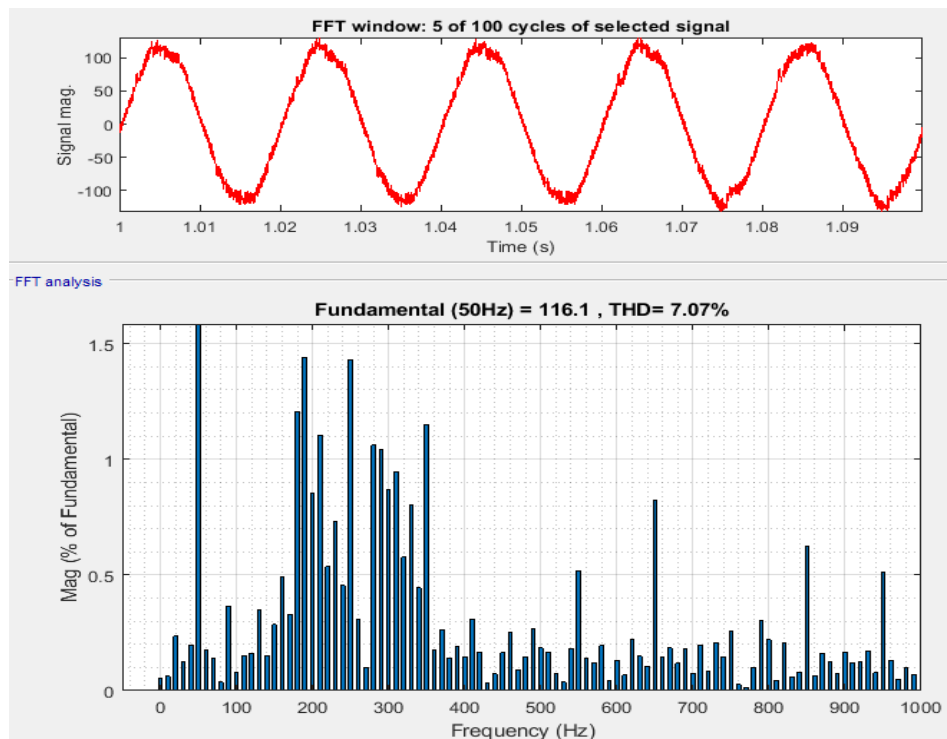 FFT window: 5 of 100 cycles of selected signal
Signal mag.
100
50
0
-50
-100
1 1.01 1.02 1.03 1.04 1.05 1.06 1.07 1.08 1.09
Time (s)
FFT analysis
Fundamental (50Hz) = 116.1 , THD= 7.07%
Mag (% of Fundamental)
1.5
1
0.5
0
0 100 200 300 400 500 600 700 800 900 1000
Frequency (Hz)